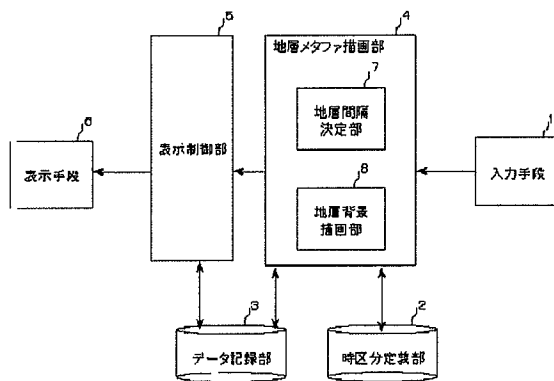 5
4
地層メタファ描画部
7
地層間隔
決定部
6
1
表示手段
表示制御部
入力手段
8
地層背景
描画部
3
2
データ記録部
時区分定義部